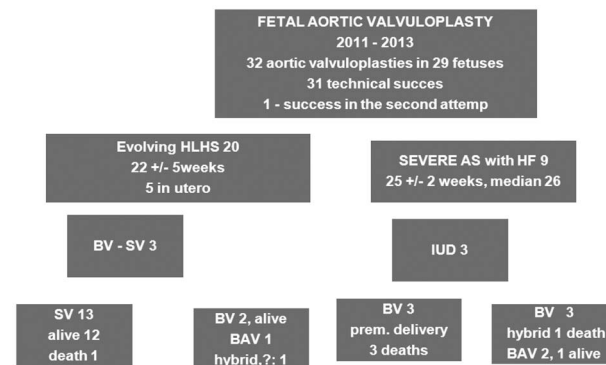 FETAL AORTIC VALVULOPLASTY
2011 - 2013
32 aortic valvuloplasties in 29 fetuses
31 technical succes
1 - success in the second attemp
Evolving HLHS 20
22 +/- 5weeks
5 in utero
SEVERE AS with HF 9
25 +/- 2 weeks, median 26
BV - SV 3
IUD 3
SV 13
alive 12
death 1
BV 2, alive
BAV 1
hybrid,?: 1
BV 3
prem. delivery
3 deaths
BV 3
hybrid 1 death
BAV 2, 1 alive